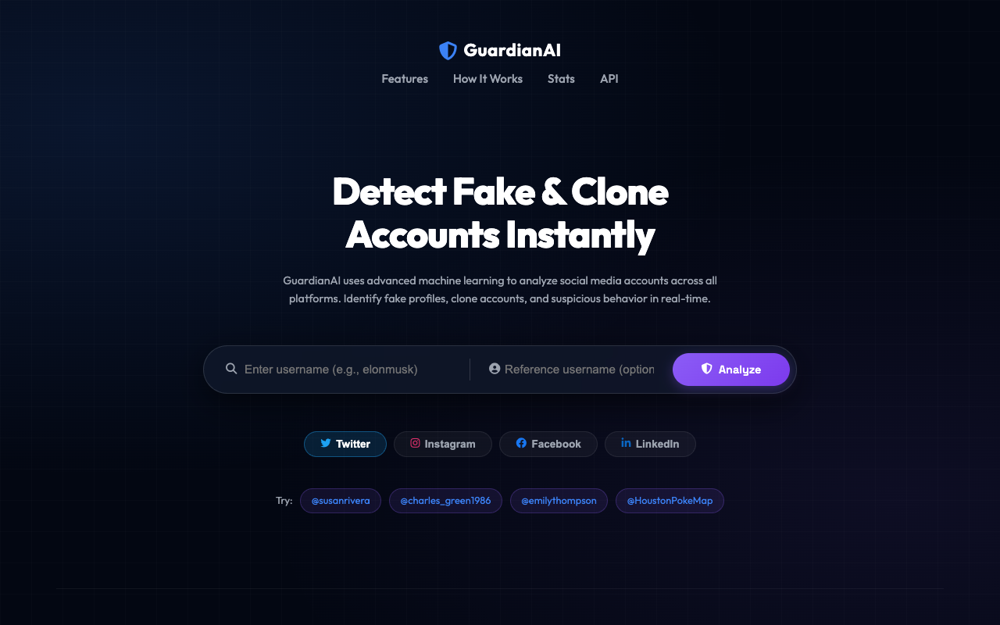 GuardianAI
Features How It Works Stats API
Detect Fake & Clone
Accounts Instantly
GuardianAI uses advanced machine learning to analyze social media accounts across all
platforms. Identify fake profiles, clone accounts, and suspicious behavior in real-time.
Enter username (e.g., elonmusk) Reference username (option Analyze
Twitter Instagram Facebook LinkedIn
Try: @susanrivera @charles_green1986 @emilythompson @HoustonPokeMap